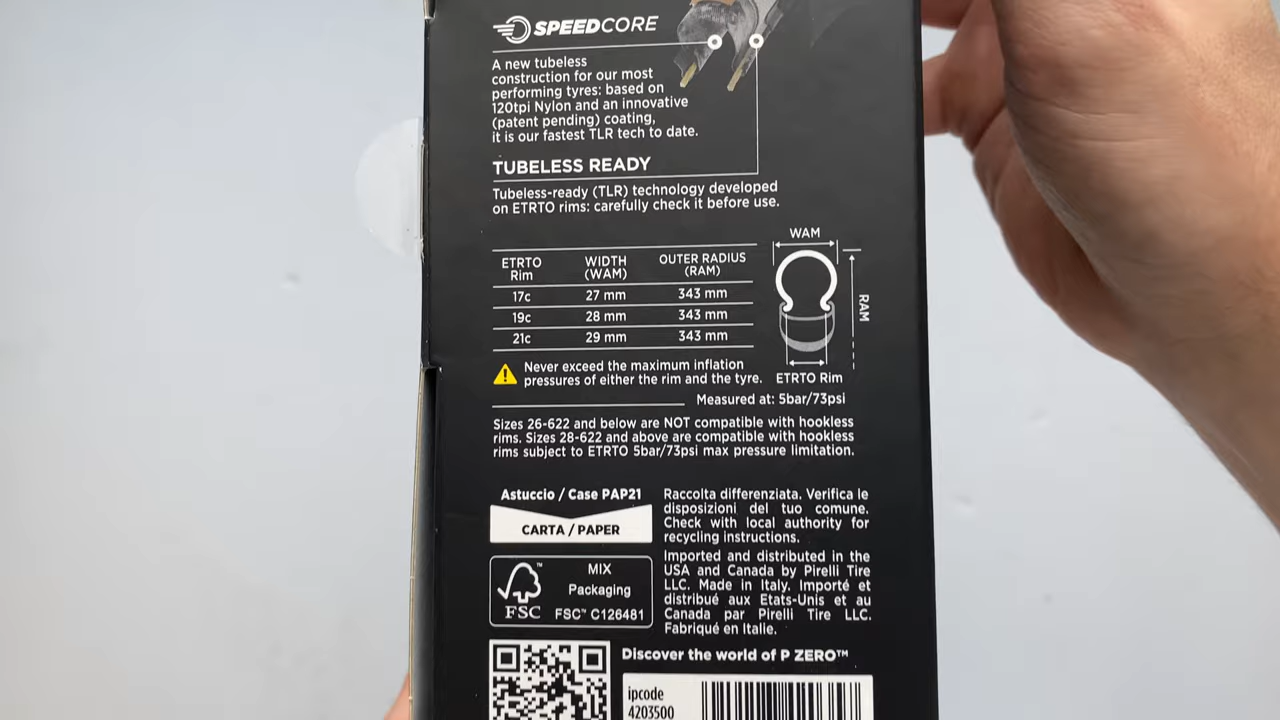 SPEEDCORE
A new tubeless
construction for our most
performing tyres: based on
120tpi Nylon and an innovative
(patent pending) coating,
it is our fastest TLR tech to date.
TUBELESS READY
Tubeless-ready (TLR) technology developed
on ETRTO rims: carefully check it before use.
WAM
ETRTO Rim WIDTH (WAM) OUTER RADIUS (RAM)
17c 27 mm 343 mm
19c 28 mm 343 mm
21c 29 mm 343 mm
RAM
Never exceed the maximum inflation
pressures of either the rim and the tyre.
ETRTO Rim
Measured at: 5bar/73psi
Sizes 26-622 and below are NOT compatible with hookless
rims. Sizes 28-622 and above are compatible with hookless
rims subject to ETRTO 5bar/73psi max pressure limitation.
Astuccio / Case PAP21
CARTA / PAPER
MIX
Packaging
FSC™ C126481
FSC
Raccolta differenziata. Verifica le
disposizioni del tuo comune.
Check with local authority for
recycling instructions.
Imported and distributed in the
USA and Canada by Pirelli Tire
LLC. Made in Italy. Importé et
distribué aux Etats-Unis et au
Canada par Pirelli Tire LLC.
Fabriqué en Italie.
Discover the world of P ZERO™
ipcode
4203500